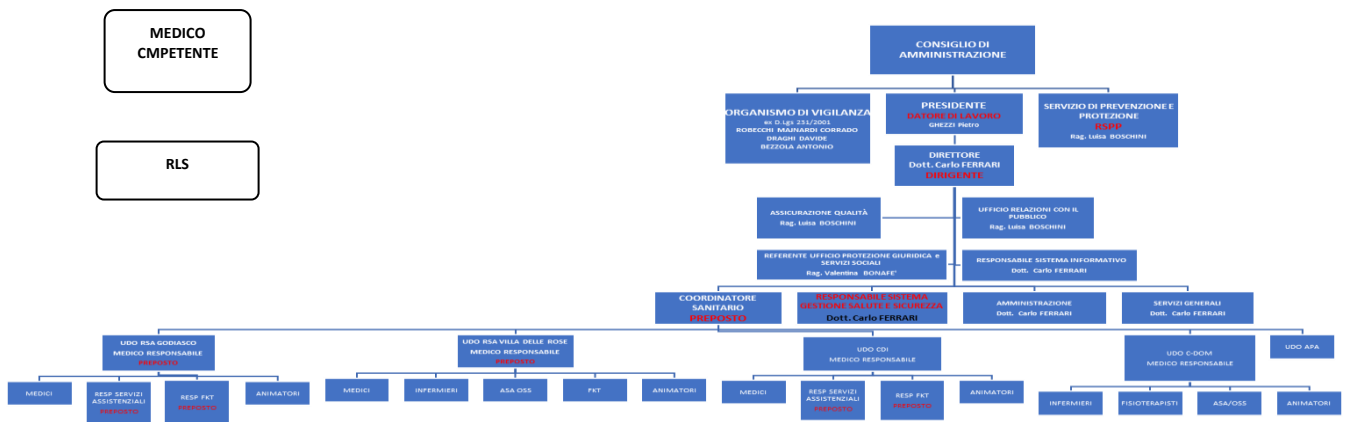 MEDICO
CMPETENTE
RLS
CONSIGLIO DI
AMMINISTRAZIONE
ORGANISMO DI VIGILANZA
ex D.Lgs 231/2001
ROBECCHI MAJNARDI CORRADO
DRAGHI DAVIDE
BEZZOLA ANTONIO
PRESIDENTE
DATORE DI LAVORO
GHEZZI Pietro
SERVIZIO DI PREVENZIONE E
PROTEZIONE
RSPP
Rag. Luisa BOSCHINI
DIRETTORE
Dott. Carlo FERRARI
DIRIGENTE
ASSICURAZIONE QUALITÀ
Rag. Luisa BOSCHINI
UFFICIO RELAZIONI CON IL
PUBBLICO
Rag. Luisa BOSCHINI
REFERENTE UFFICIO PROTEZIONE GIURIDICA e
SERVIZI SOCIALI
Rag. Valentina BONAFE'
RESPONSABILE SISTEMA INFORMATIVO
Dott. Carlo FERRARI
COORDINATORE
SANITARIO
PREPOSTO
RESPONSABILE SISTEMA
GESTIONE SALUTE E SICUREZZA
Dott. Carlo FERRARI
AMMINISTRAZIONE
Dott. Carlo FERRARI
SERVIZI GENERALI
Dott. Carlo FERRARI
UDO RSA GODIASCO
MEDICO RESPONSABILE
PREPOSTO
UDO RSA VILLA DELLE ROSE
MEDICO RESPONSABILE
PREPOSTO
UDO CDI
MEDICO RESPONSABILE
UDO C-DOM
MEDICO RESPONSABILE
UDO APA
MEDICI
RESP SERVIZI
ASSISTENZIALI
PREPOSTO
RESP FKT
PREPOSTO
ANIMATORI
MEDICI
INFERMIERI
ASA OSS
FKT
ANIMATORI
MEDICI
RESP SERVIZI
ASSISTENZIALI
PREPOSTO
RESP FKT
PREPOSTO
ANIMATORI
INFERMIERI
FISIOTERAPISTI
ASA/OSS
ANIMATORI